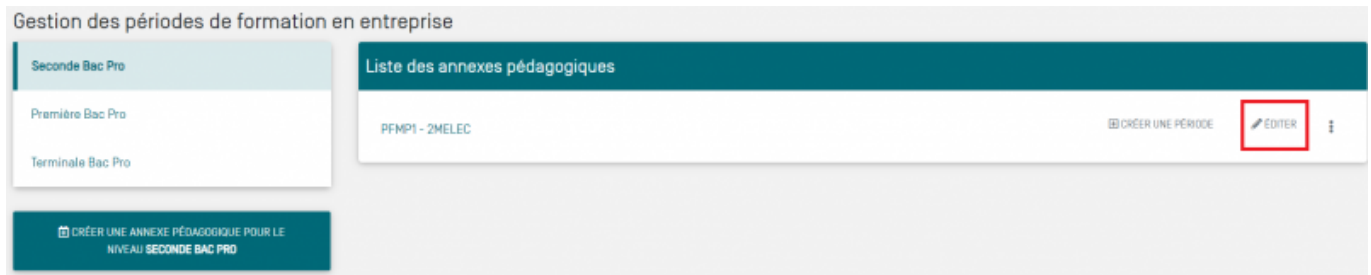 Gestion des périodes de formation en entreprise
Seconde Bac Pro
Première Bac Pro
Terminale Bac Pro
CRÉER UNE ANNEXE PÉDAGOGIQUE POUR LE
NIVEAU SECONDE BAC PRO
Liste des annexes pédagogiques
PFMP1 - 2MELEC
CRÉER UNE PÉRIODE
ÉDITER